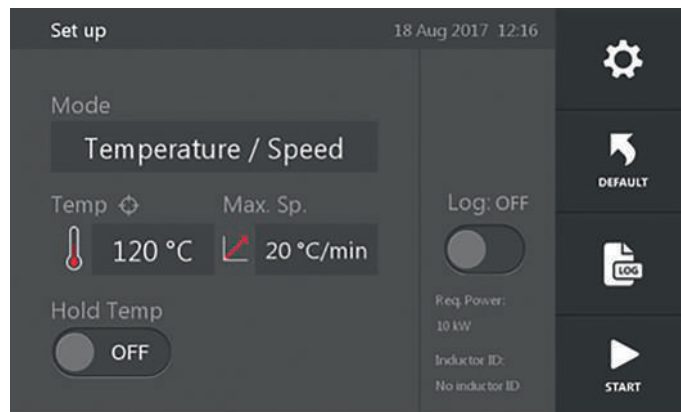 Set up
18 Aug 2017 12:16
Mode
Temperature / Speed
Temp
Max. Sp.
120 °C
20 °C/min
Hold Temp
OFF
Log: OFF
Req. Power:
10 kW
Inductor ID:
No inductor ID
DEFAULT
LOG
START